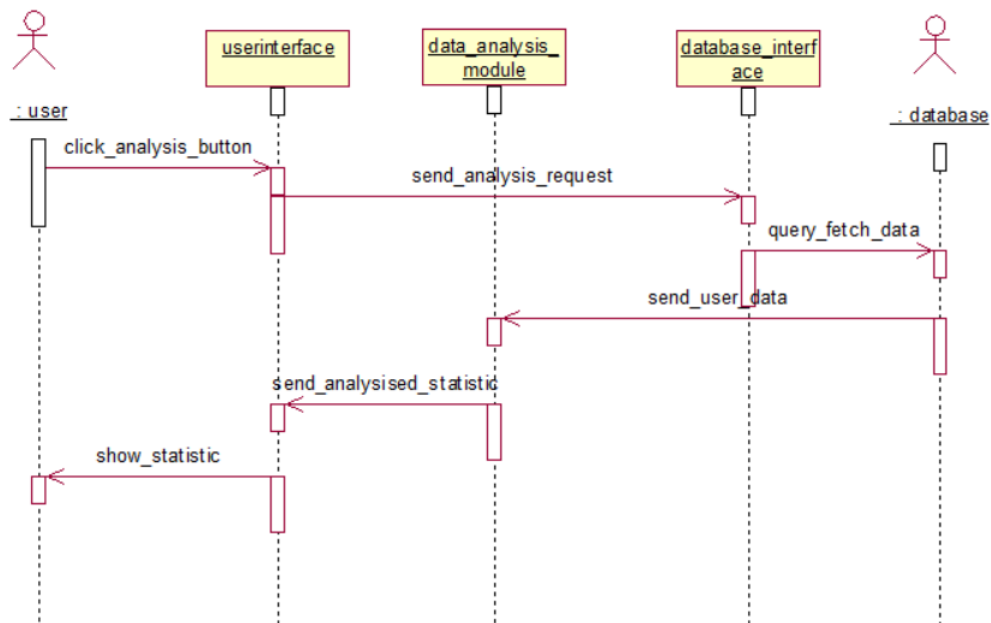 userinterface
data_analysis_
module
database_interf
ace
: user
: database
click_analysis_button
send_analysis_request
query_fetch_data
send_user_data
send_analysised_statistic
show_statistic